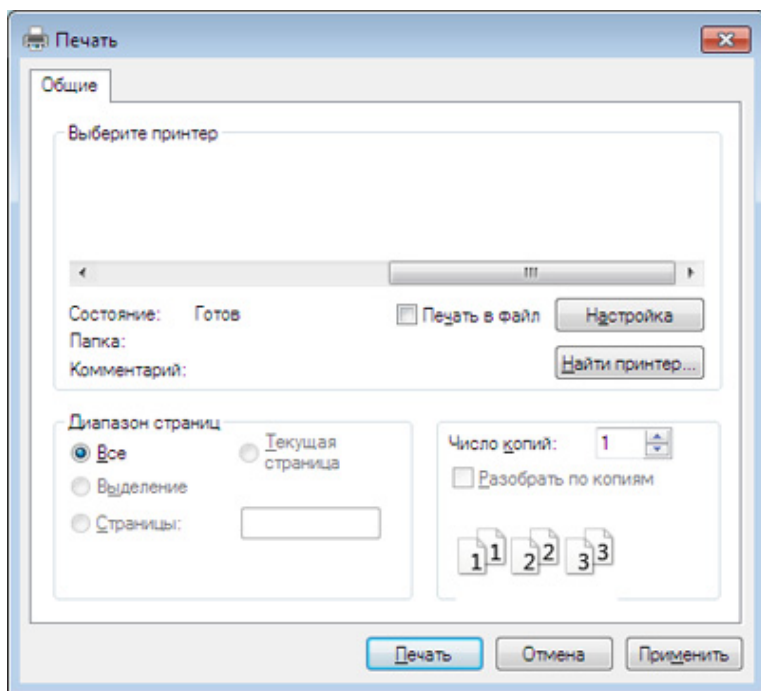 Печать
Общие
Выберите принтер
Состояние: Готов
Печать в файл
Настройка
Папка:
Комментарий:
Найти принтер...
Диапазон страниц
Все
Текущая
страница
Выделение
Страницы:
Число копий: 1
Разобрать по копиям
1 1 2 2 3 3
Печать Отмена Применить